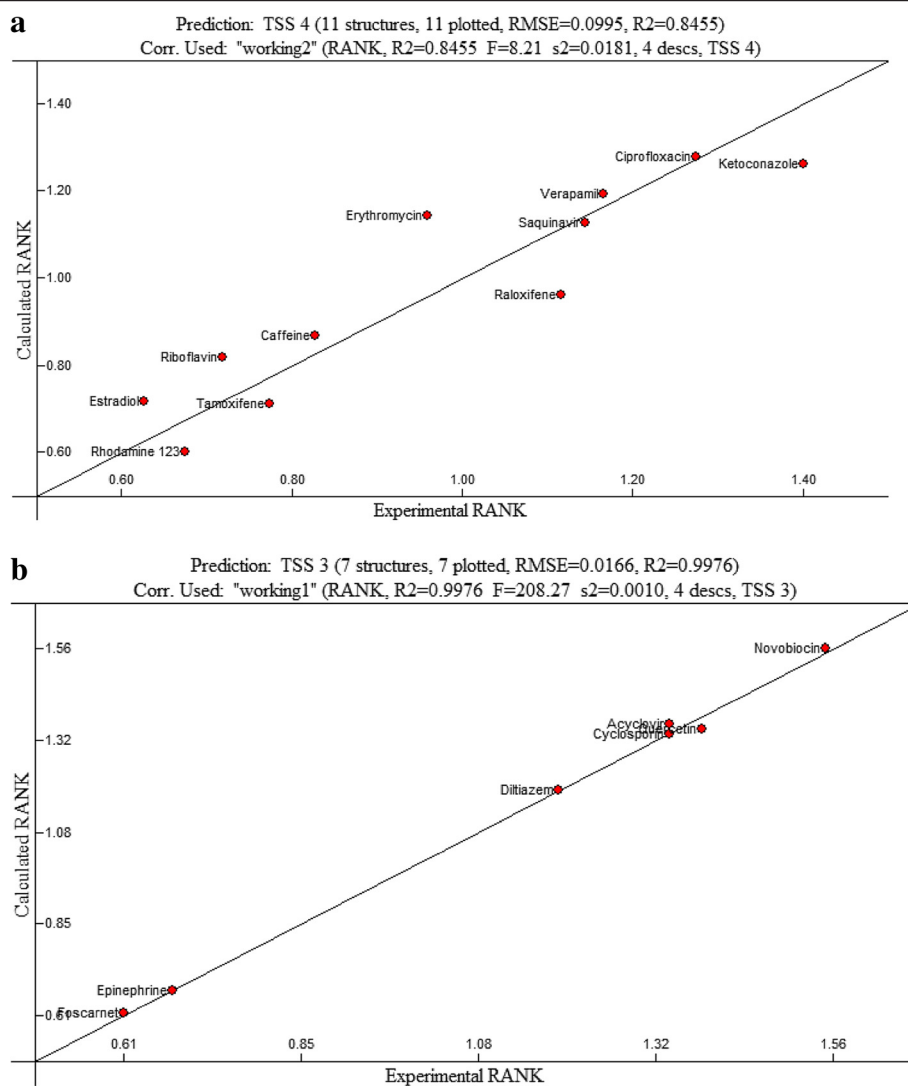 a
Prediction: TSS 4 (11 structures, 11 plotted, RMSE=0.0995, R2=0.8455)
Corr. Used: "working2" (RANK, R2=0.8455 F=8.21 s2=0.0181, 4 descs, TSS 4)
1.40
Ciprofloxacin
Ketoconazole
1.20
Verapamil
Erythromycin
Saquinavir
Calculated RANK
1.00
Raloxifene
Caffeine
Riboflavin
0.80
Estradiol
Tamoxifene
0.60
Rhodamine 123
0.60 0.80 1.00 1.20 1.40
Experimental RANK
b
Prediction: TSS 3 (7 structures, 7 plotted, RMSE=0.0166, R2=0.9976)
Corr. Used: "working1" (RANK, R2=0.9976 F=208.27 s2=0.0010, 4 descs, TSS 3)
1.56
Novobiocin
Acyclovir
Quercetin
1.32
Cyclosporin
Diltiazem
Calculated RANK
1.08
0.85
Epinephrine
0.61
Foscarnet
0.61 0.85 1.08 1.32 1.56
Experimental RANK